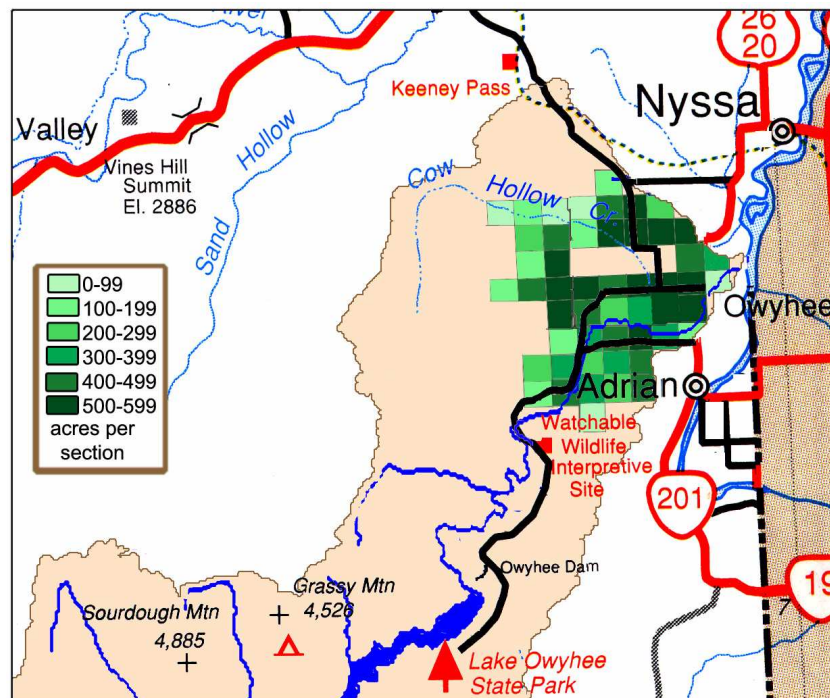 River
26
20
Keeney Pass
Nyssa
Valley
Vines Hill
Summit
El. 2886
Sand
Hollow
Cow
Hollow
Cr.
0-99
100-199
200-299
300-399
400-499
500-599
acres per
section
Owyhee
Adrian
Watchable
Wildlife
Interpretive
Site
201
19
7
Owyhee Dam
Grassy Mtn
4,526
Sourdough Mtn
4,885
Lake Owyhee
State Park